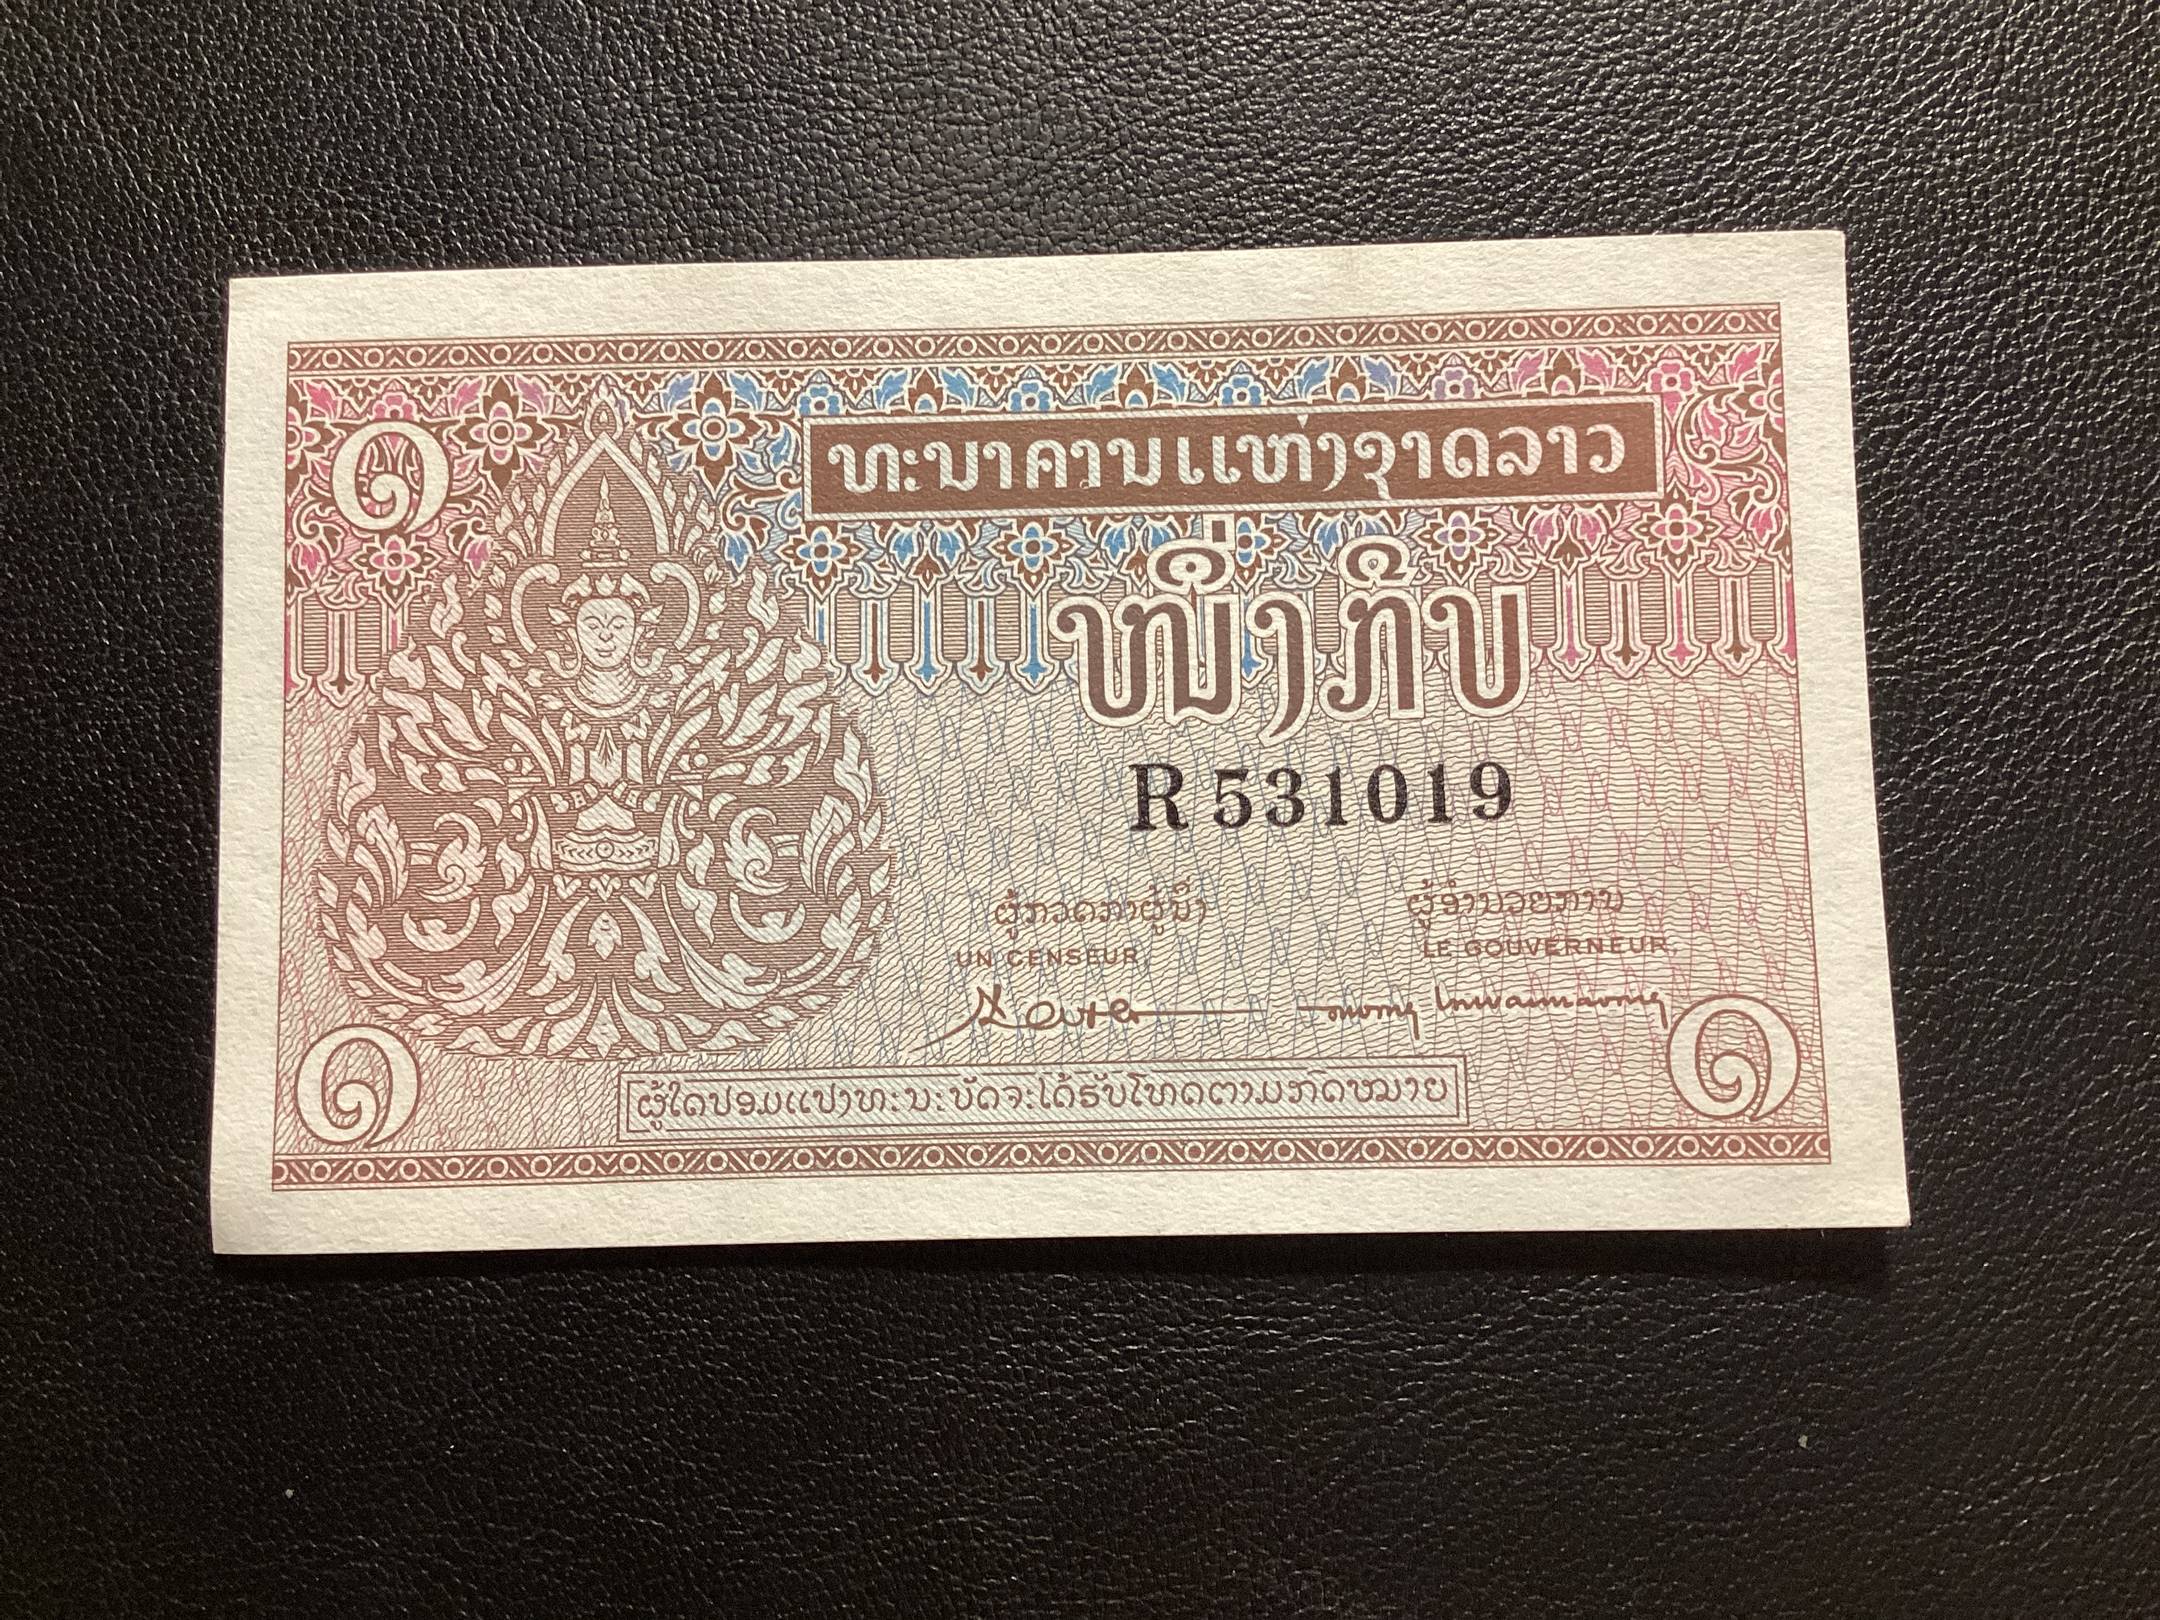 ໑
ທະນາຄານແຫ່ງຊາດລາວ
ໜຶ່ງກີບ
R 531019
ຜູ້ກວດກາຜູ້ນຶ່ງ
ຜູ້ອຳນວຍການ
UN CENSEUR,
LE GOUVERNEUR,
໑
໑
ຜູ້ໃດປອມແປງທະນະບັດຈະໄດ້ຮັບໂທດຕາມກົດໝາຍ